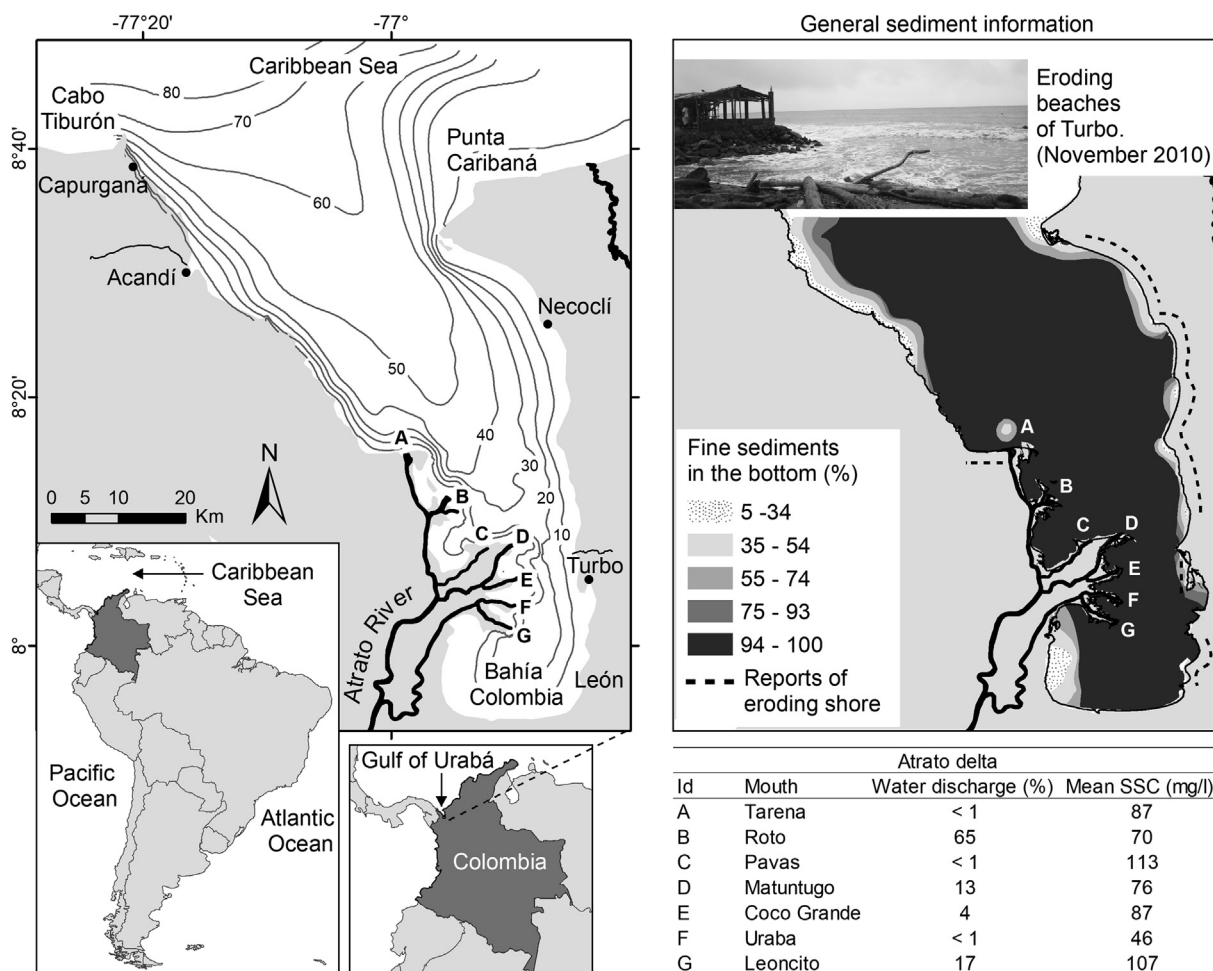 -77°20'
-77°
Caribbean Sea
80
70
60
50
40
30
20
10
Cabo
Tiburón
8°40'
Capurganá
Punta
Caribaná
Acandí
Necoclí
8°20'
A
B
C
D
E
F
G
N
0 5 10 20
Km
Turbo
8°
Atrato River
Bahía
Colombia
León
Caribbean
Sea
Pacific
Ocean
Atlantic
Ocean
Gulf of Urabá
Colombia
General sediment information
Eroding
beaches
of Turbo.
(November 2010)
A
B
C
D
E
F
G
Fine sediments
in the bottom (%)
5 -34
35 - 54
55 - 74
75 - 93
94 - 100
Reports of
eroding shore
Atrato delta
Id Mouth Water discharge (%) Mean SSC (mg/l)
A Tarena < 1 87
B Roto 65 70
C Pavas < 1 113
D Matuntugo 13 76
E Coco Grande 4 87
F Uraba < 1 46
G Leoncito 17 107